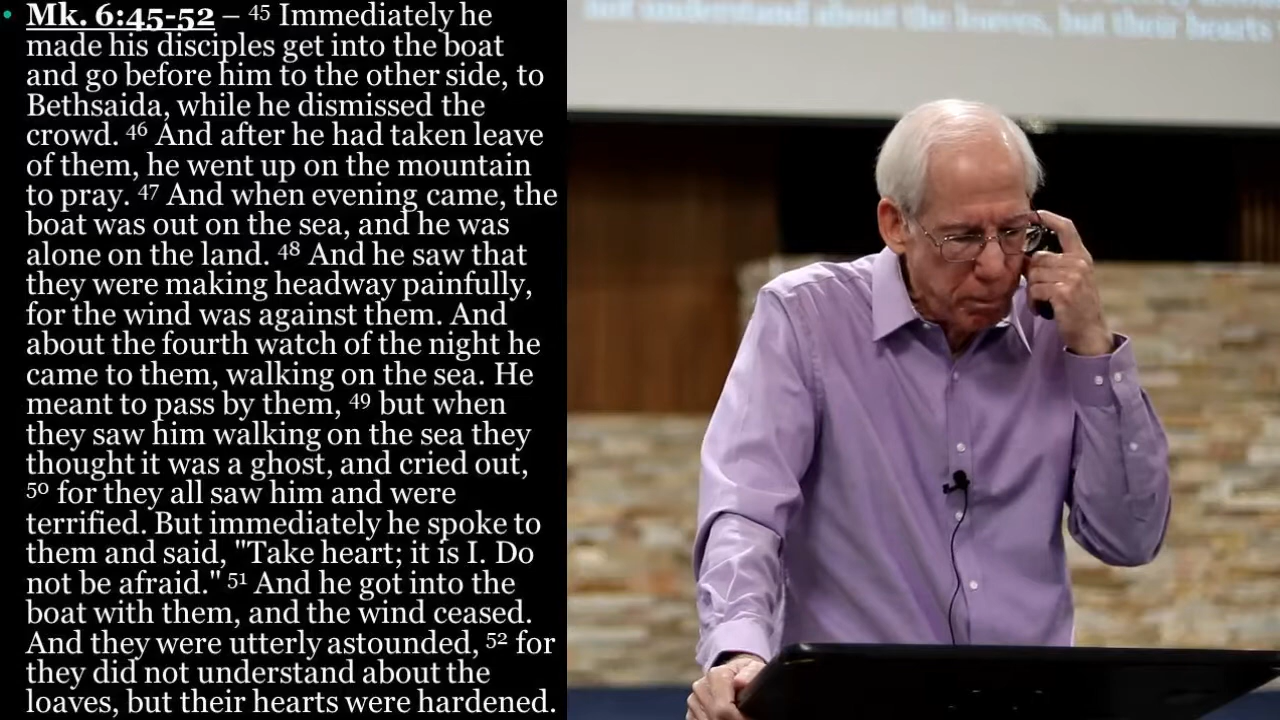 • Mk. 6:45-52 – 45 Immediately he
made his disciples get into the boat
and go before him to the other side, to
Bethsaida, while he dismissed the
crowd. 46 And after he had taken leave
of them, he went up on the mountain
to pray. 47 And when evening came, the
boat was out on the sea, and he was
alone on the land. 48 And he saw that
they were making headway painfully,
for the wind was against them. And
about the fourth watch of the night he
came to them, walking on the sea. He
meant to pass by them, 49 but when
they saw him walking on the sea they
thought it was a ghost, and cried out,
50 for they all saw him and were
terrified. But immediately he spoke to
them and said, "Take heart; it is I. Do
not be afraid." 51 And he got into the
boat with them, and the wind ceased.
And they were utterly astounded, 52 for
they did not understand about the
loaves, but their hearts were hardened.
not understand about the loaves, but their hearts